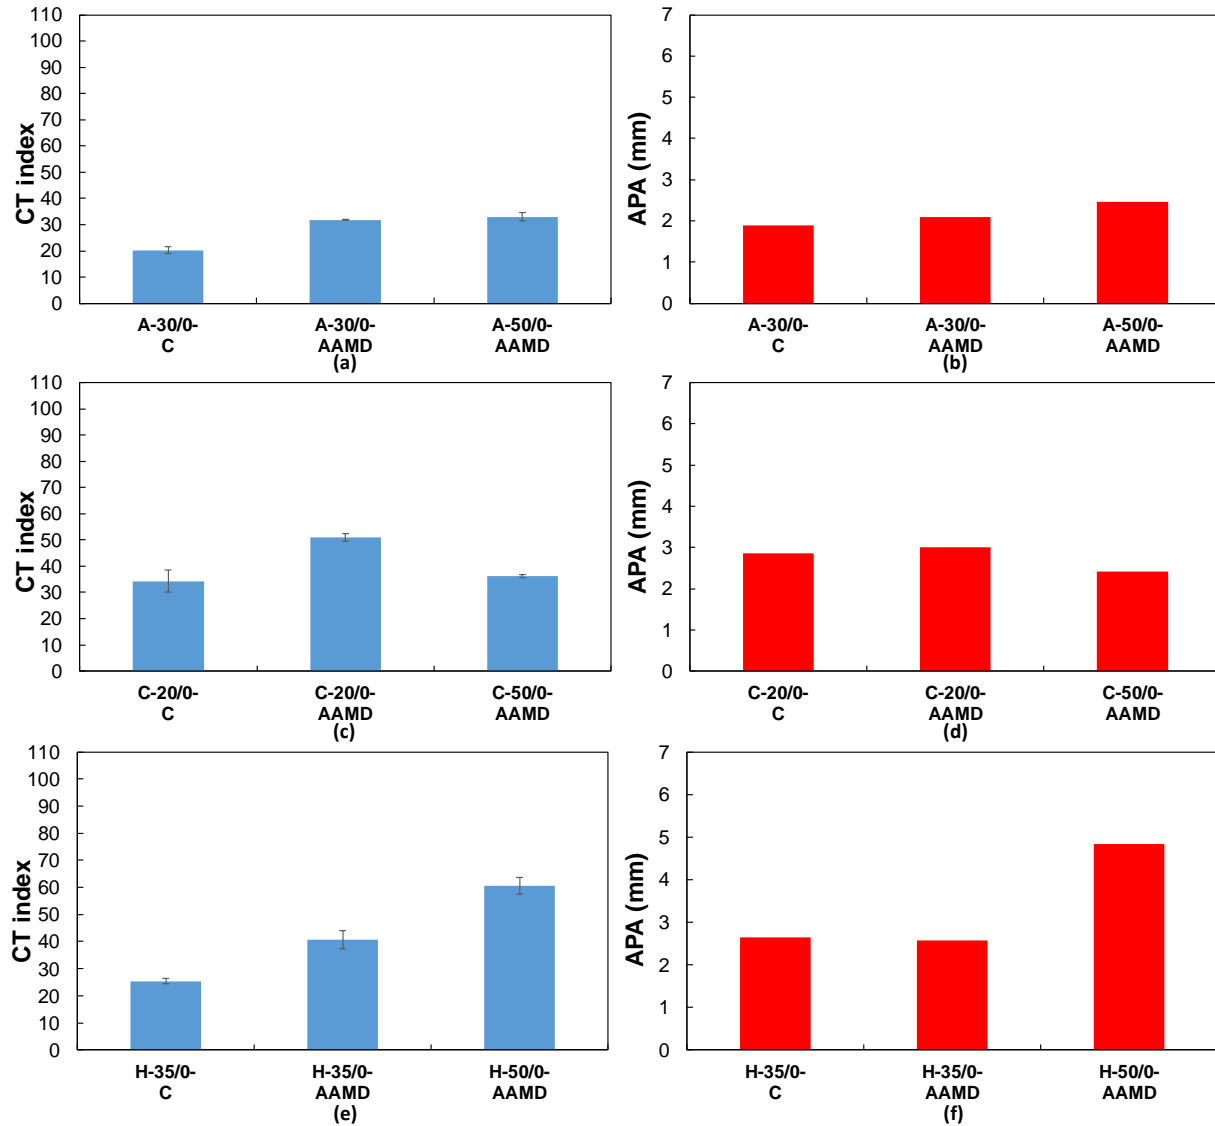 110
100
90
80
70
60
50
40
30
20
10
0
CT index
A-30/0-
C
A-30/0-
AAMD
A-50/0-
AAMD
(a)
7
6
5
4
3
2
1
0
APA (mm)
A-30/0-
C
A-30/0-
AAMD
A-50/0-
AAMD
(b)
110
100
90
80
70
60
50
40
30
20
10
0
CT index
C-20/0-
C
C-20/0-
AAMD
C-50/0-
AAMD
(c)
7
6
5
4
3
2
1
0
APA (mm)
C-20/0-
C
C-20/0-
AAMD
C-50/0-
AAMD
(d)
110
100
90
80
70
60
50
40
30
20
10
0
CT index
H-35/0-
C
H-35/0-
AAMD
H-50/0-
AAMD
(e)
7
6
5
4
3
2
1
0
APA (mm)
H-35/0-
C
H-35/0-
AAMD
H-50/0-
AAMD
(f)